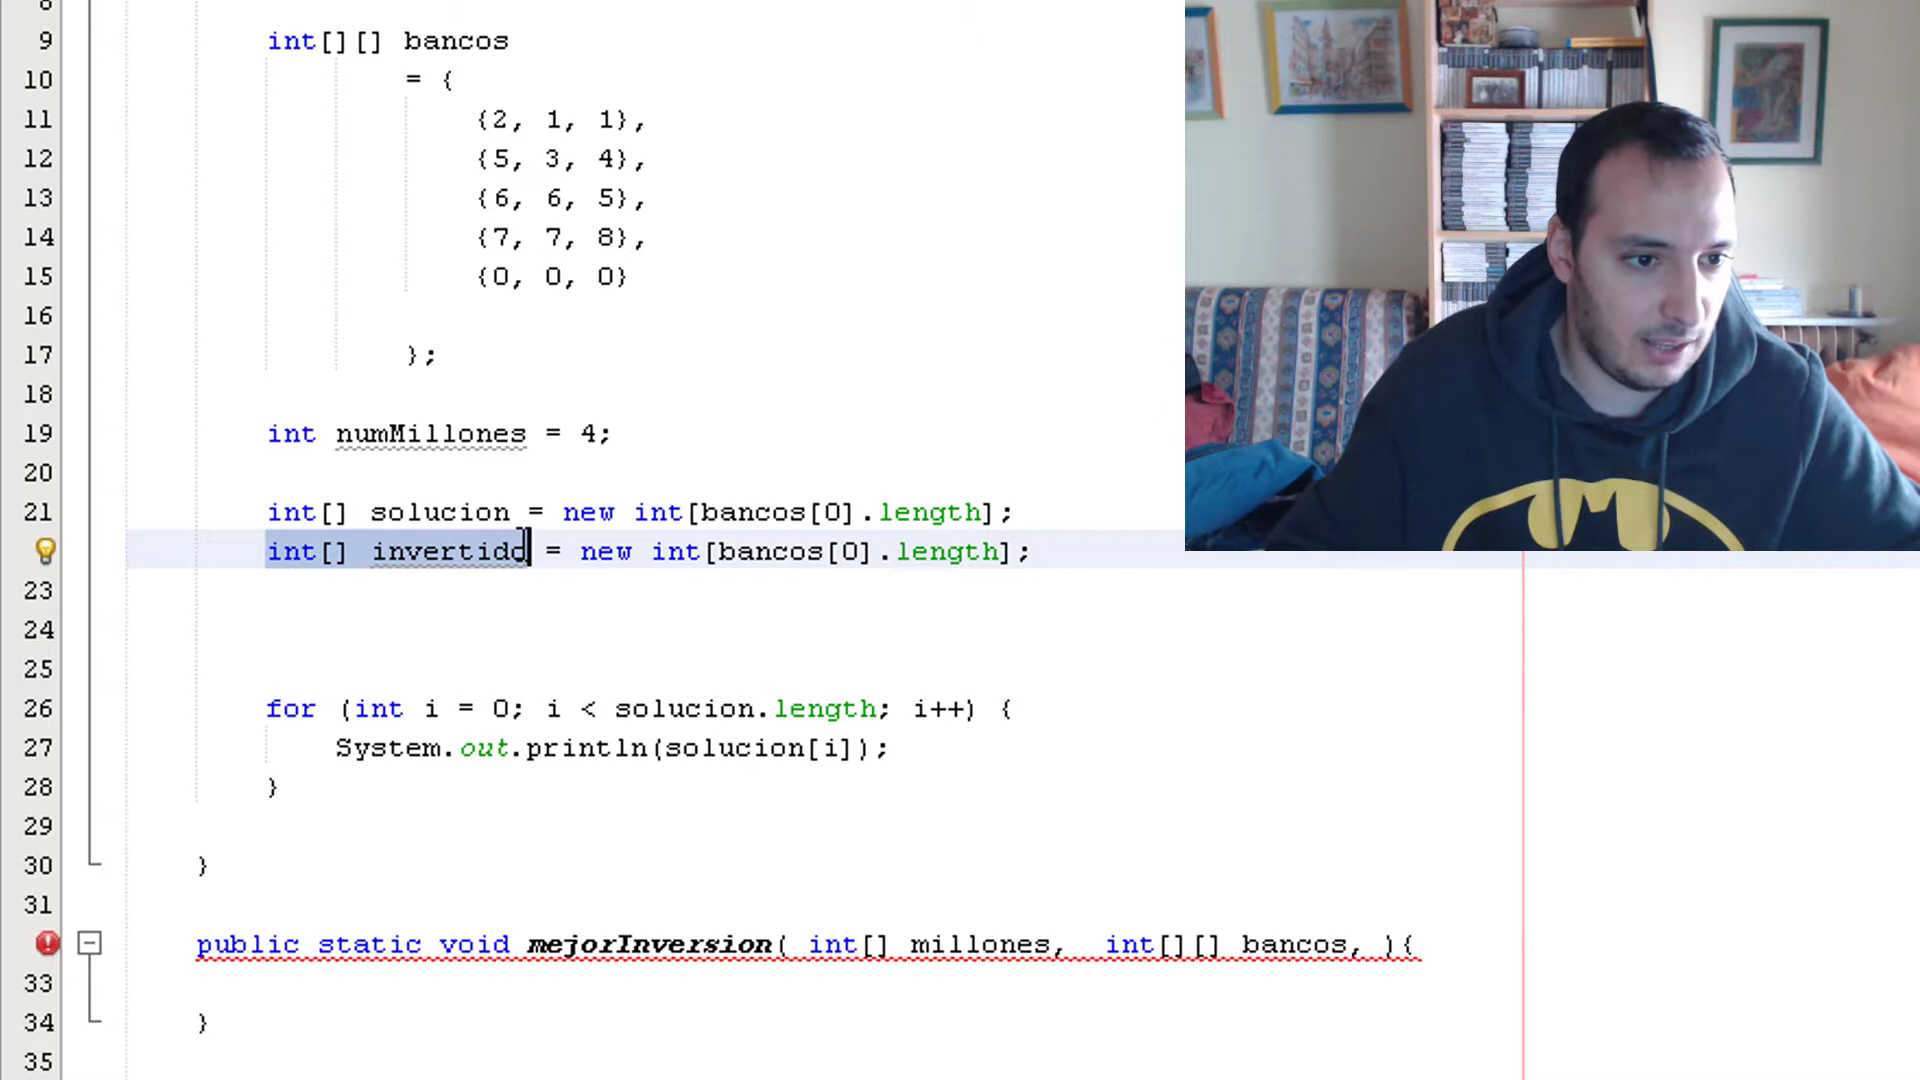 8
9 int[][] bancos
10 = {
11 {2, 1, 1},
12 {5, 3, 4},
13 {6, 6, 5},
14 {7, 7, 8},
15 {0, 0, 0}
16
17 };
18
19 int numMillones = 4;
20
21 int[] solucion = new int[bancos[0].length];
int[] invertido = new int[bancos[0].length];
23
24
25
26 for (int i = 0; i < solucion.length; i++) {
27 System.out.println(solucion[i]);
28 }
29
30 }
31
public static void mejorInversion( int[] millones,  int[][] bancos, ){
33
34 }
35